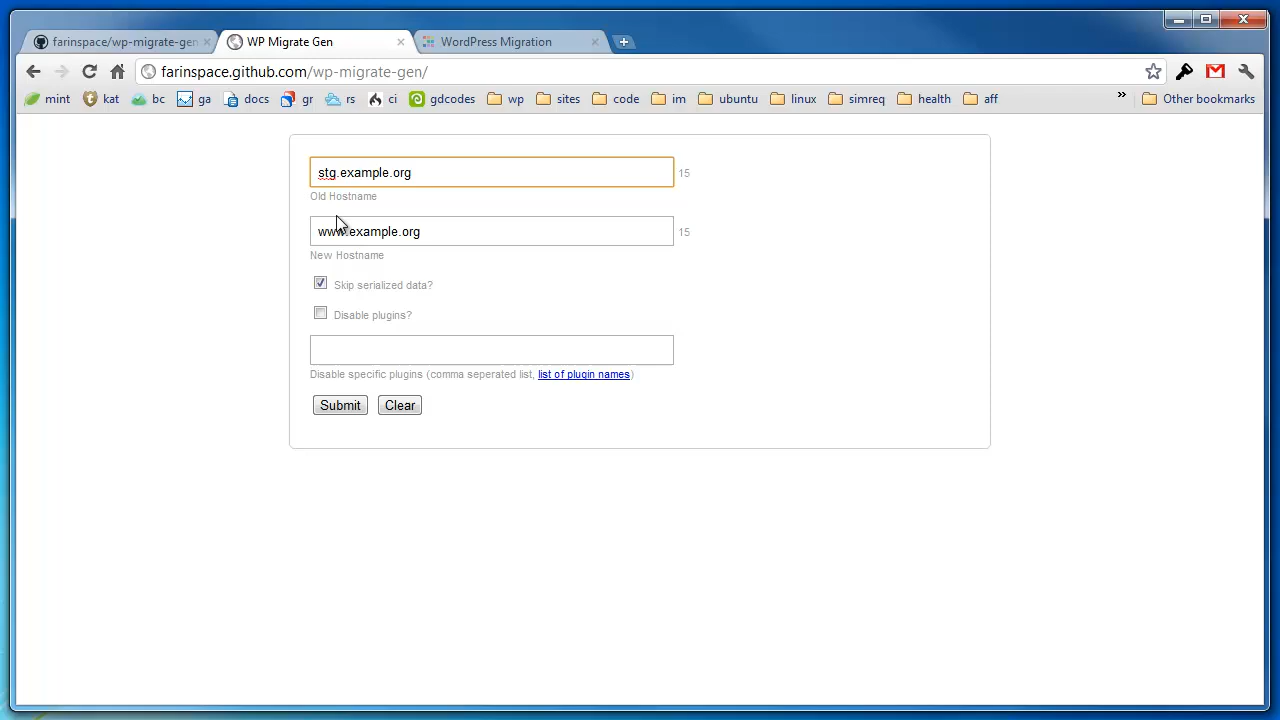 farinspace/wp-migrate-gen
WP Migrate Gen
WordPress Migration
farinspace.github.com/wp-migrate-gen/
mint kat bc ga docs gr rs ci gdcodes wp sites code im ubuntu linux simreq health aff » Other bookmarks
stg.example.org 15
Old Hostname
www.example.org 15
New Hostname
Skip serialized data?
Disable plugins?
Disable specific plugins (comma seperated list, list of plugin names)
Submit Clear